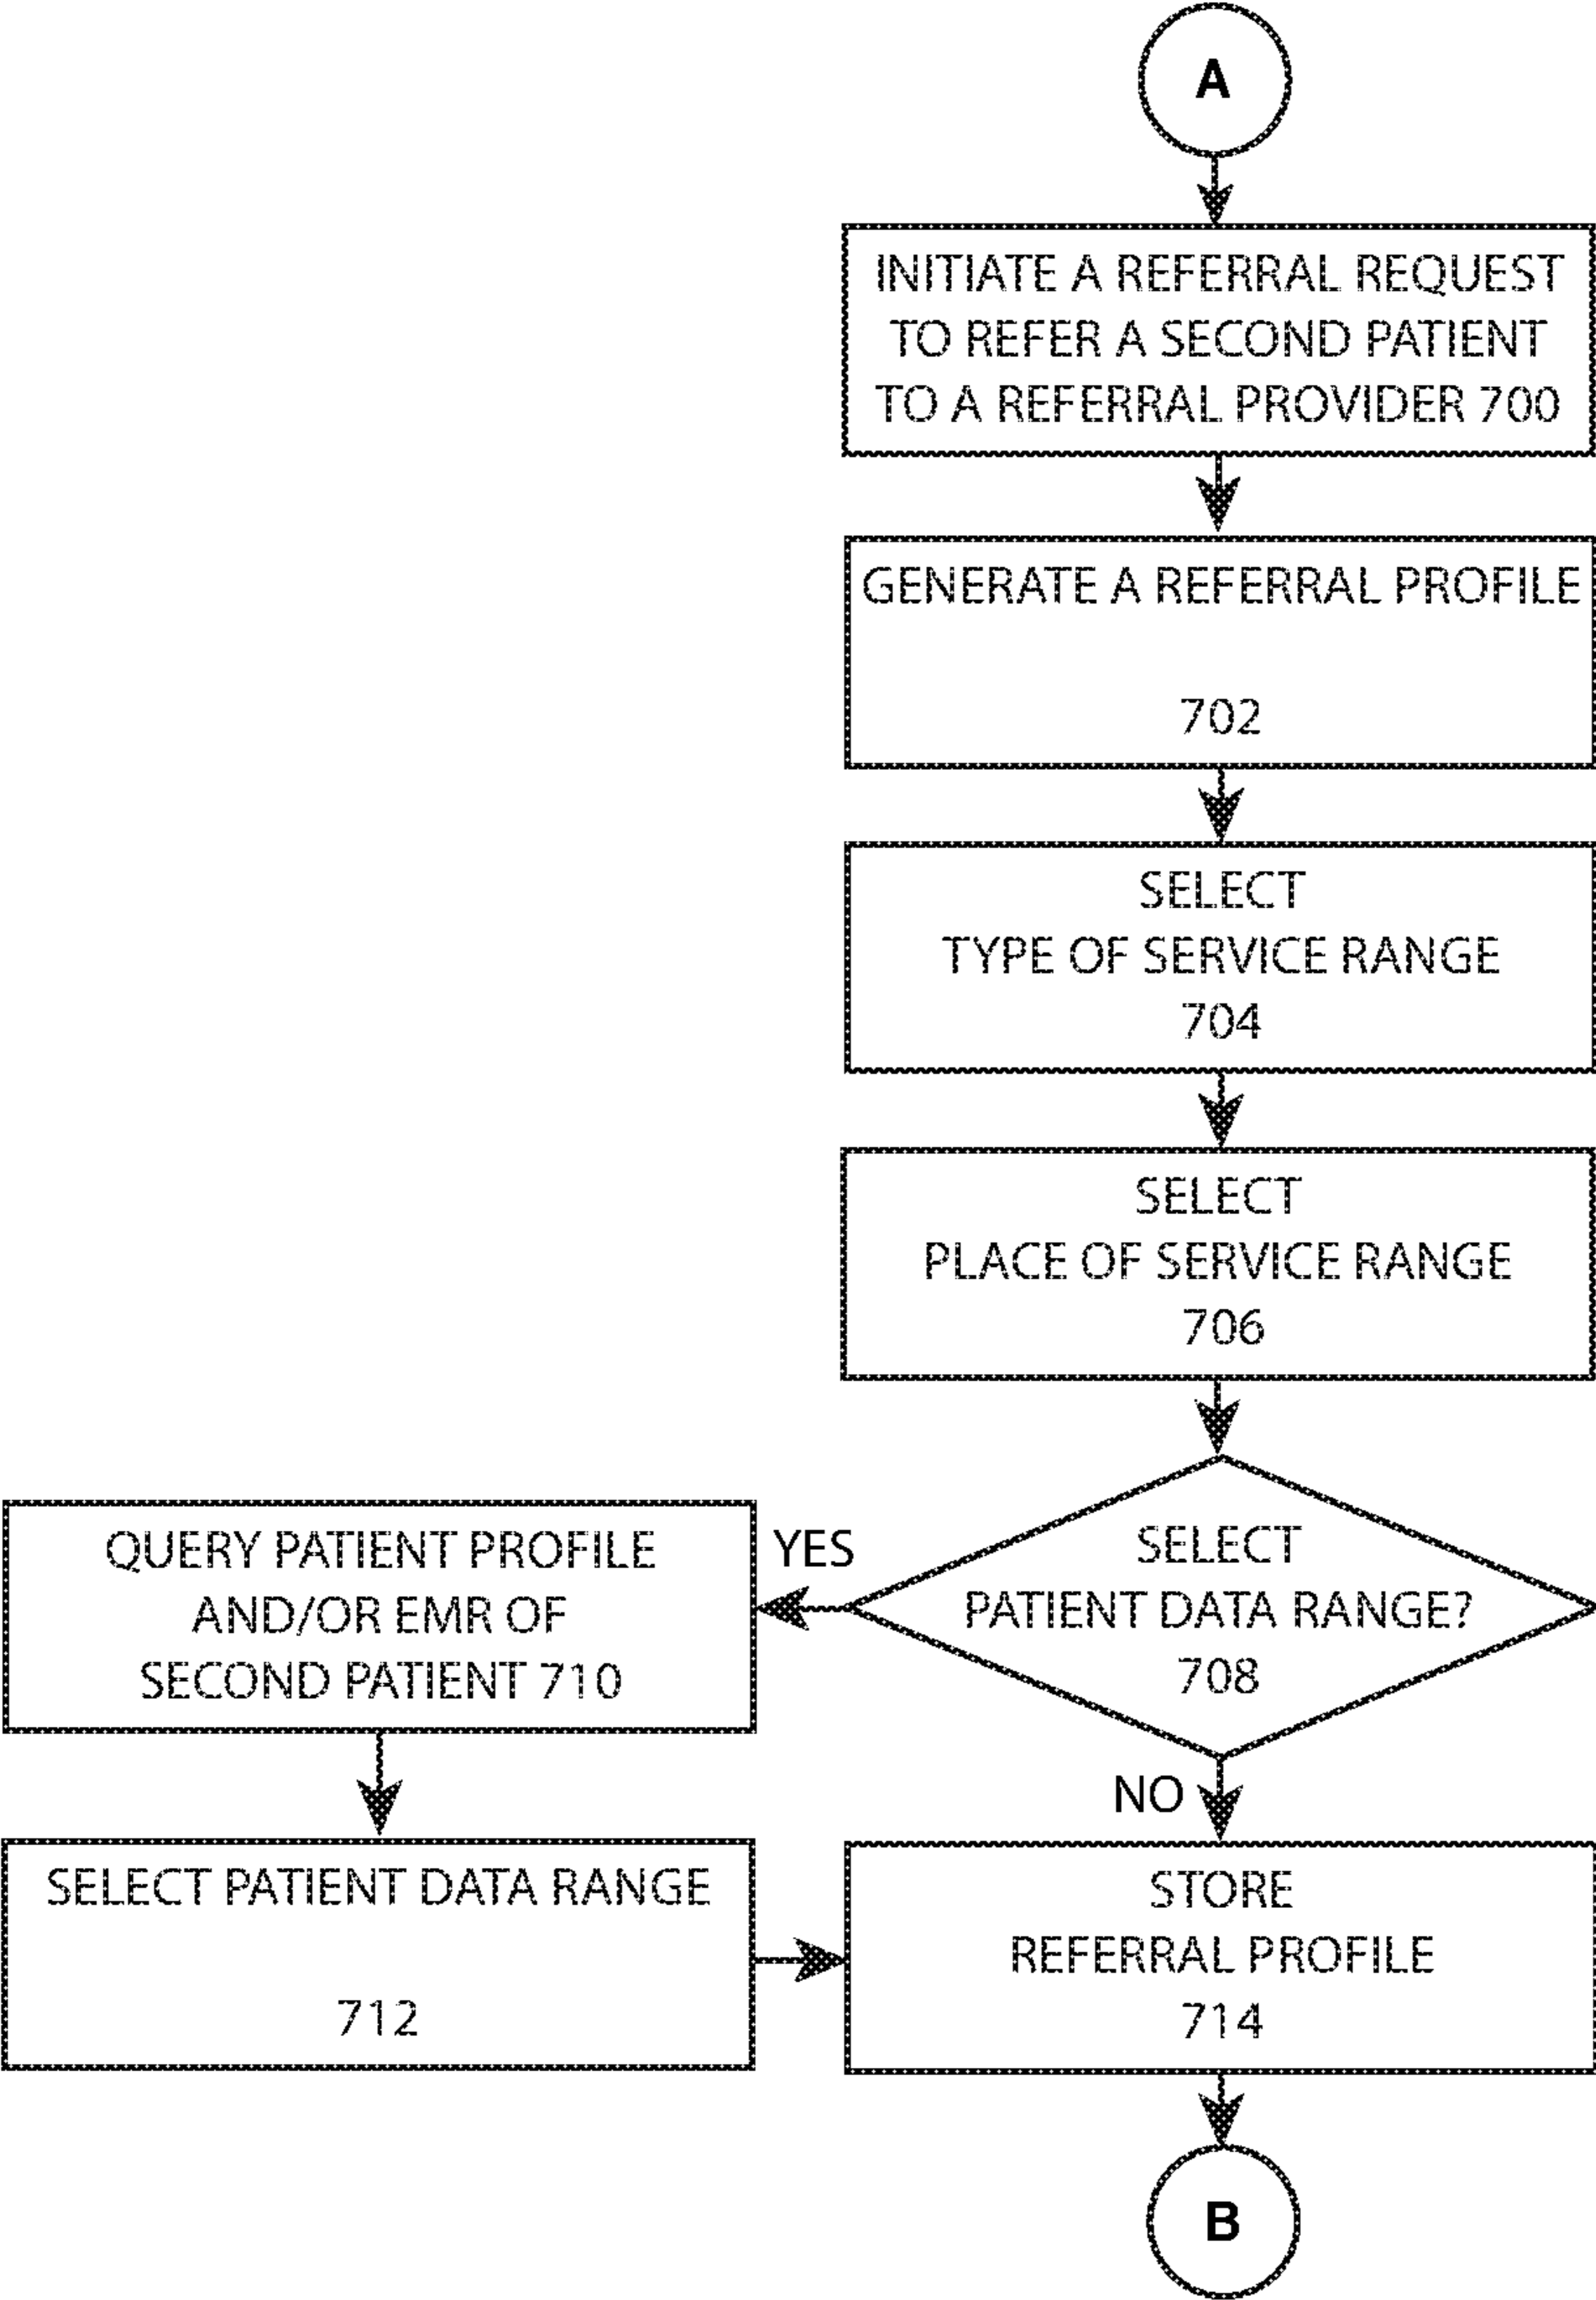 A
INITIATE A REFERRAL REQUEST
TO REFER A SECOND PATIENT
TO A REFERRAL PROVIDER 700
GENERATE A REFERRAL PROFILE
702
SELECT
TYPE OF SERVICE RANGE
704
SELECT
PLACE OF SERVICE RANGE
706
SELECT
PATIENT DATA RANGE?
708
YES
QUERY PATIENT PROFILE
AND/OR EMR OF
SECOND PATIENT 710
NO
SELECT PATIENT DATA RANGE
712
STORE
REFERRAL PROFILE
714
B